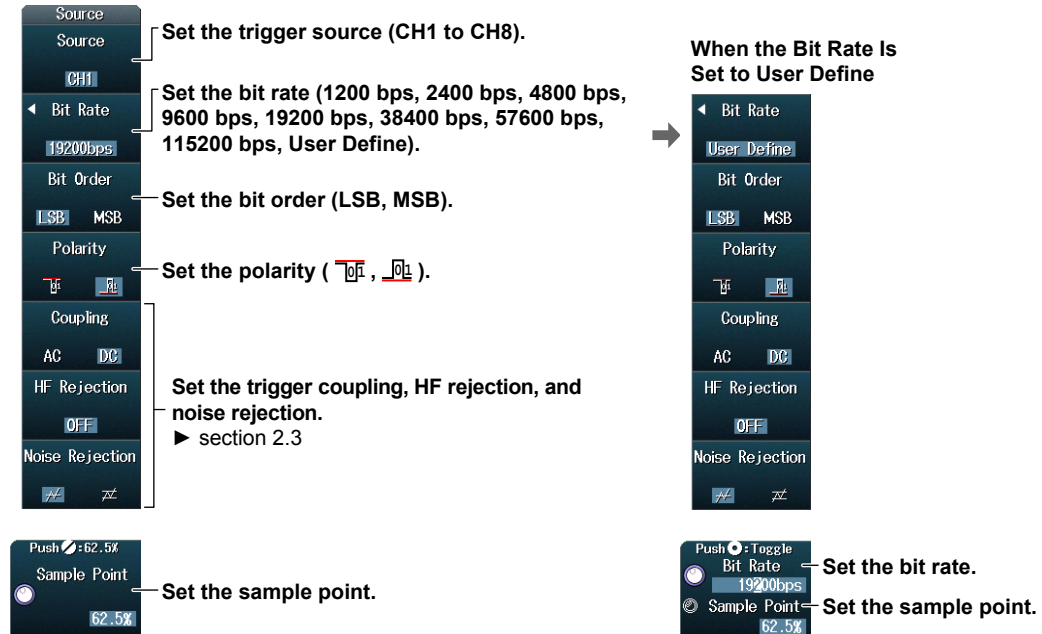 Source
Source
CH1
Set the trigger source (CH1 to CH8).
Bit Rate
19200bps
Set the bit rate (1200 bps, 2400 bps, 4800 bps,
9600 bps, 19200 bps, 38400 bps, 57600 bps,
115200 bps, User Define).
Bit Order
LSB MSB
Set the bit order (LSB, MSB).
Polarity
01 01
Set the polarity ( 01 , 01 ).
Coupling
AC DC
HF Rejection
OFF
Noise Rejection
Set the trigger coupling, HF rejection, and
noise rejection.
► section 2.3
Push :62.5%
Sample Point
62.5%
Set the sample point.
When the Bit Rate Is
Set to User Define
Bit Rate
User Define
Bit Order
LSB MSB
Polarity
01 01
Coupling
AC DC
HF Rejection
OFF
Noise Rejection
Push :Toggle
Bit Rate
19200bps
Set the bit rate.
Sample Point
62.5%
Set the sample point.